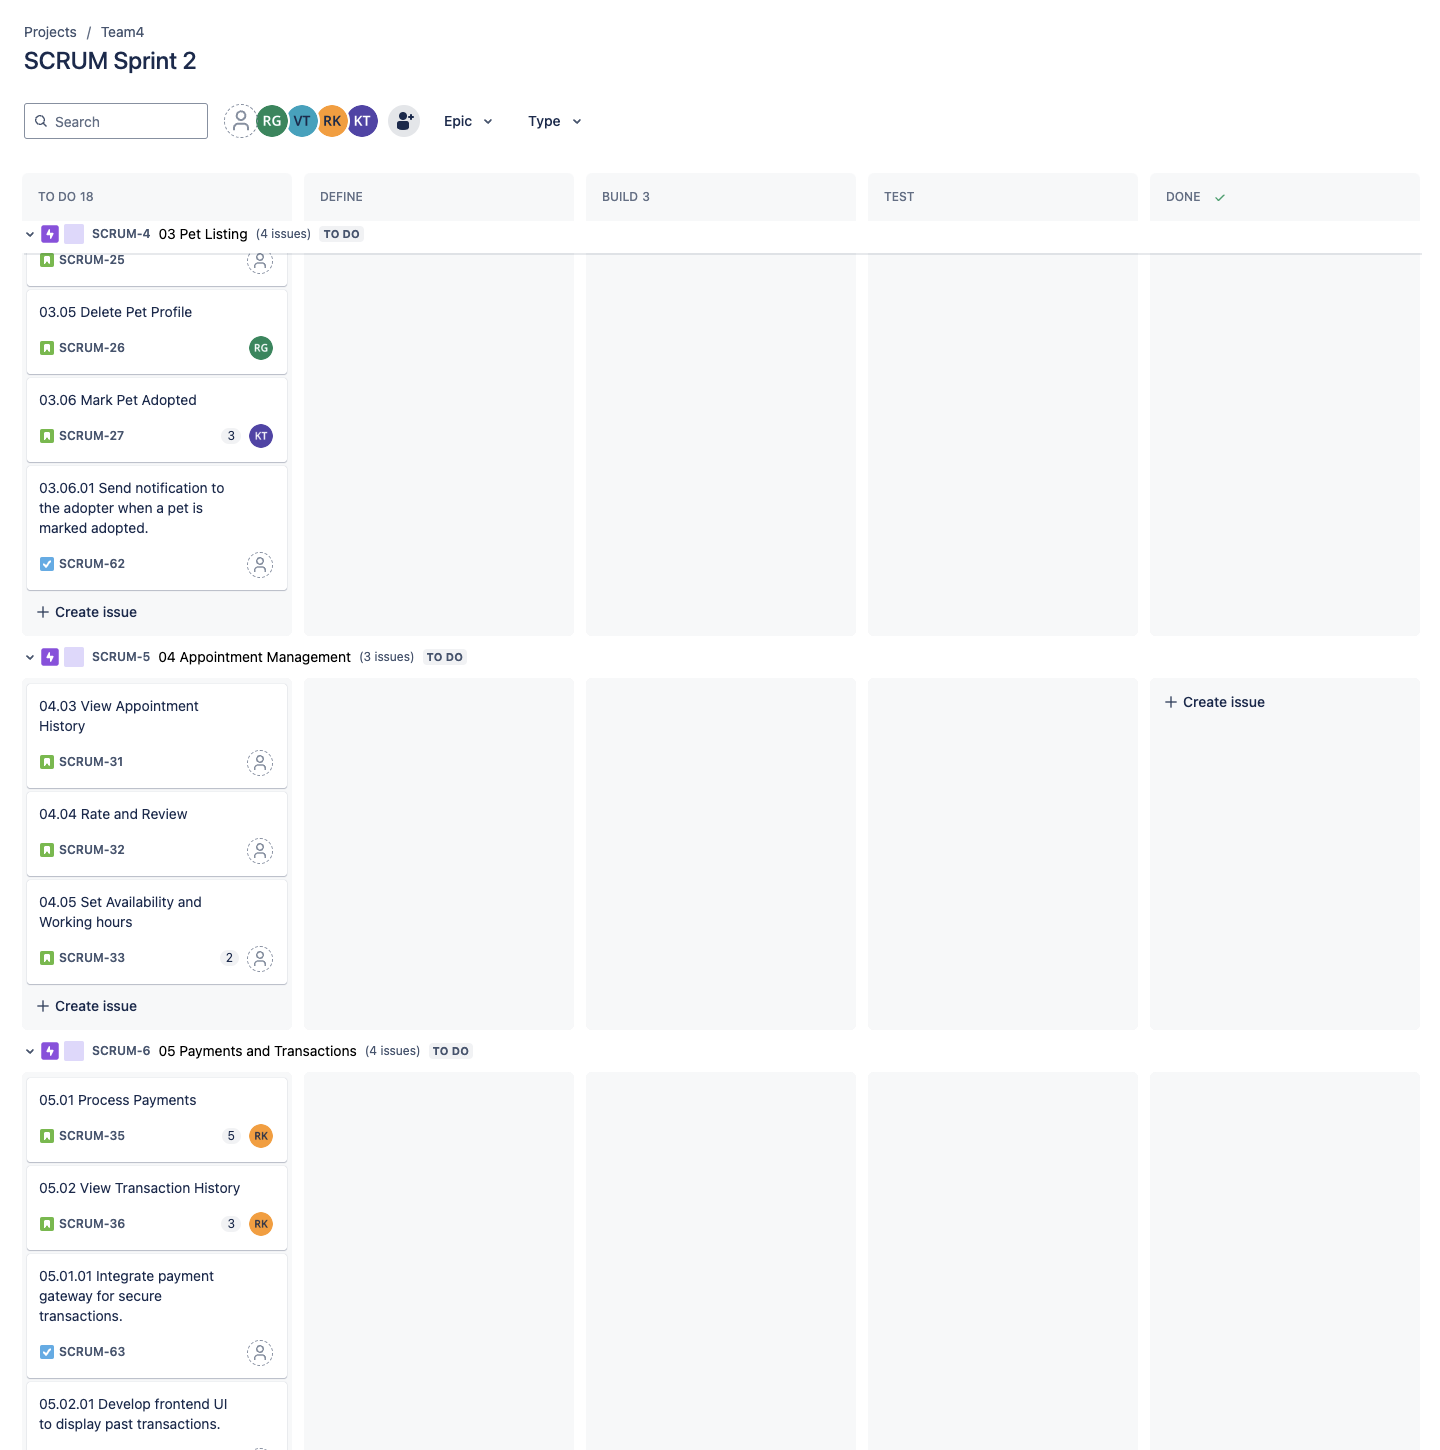 Projects / Team4
SCRUM Sprint 2
Search
RG VT RK KT
Epic
Type
TO DO 18
DEFINE
BUILD 3
TEST
DONE
SCRUM-4 03 Pet Listing (4 issues) TO DO
SCRUM-25
03.05 Delete Pet Profile
SCRUM-26
RG
03.06 Mark Pet Adopted
SCRUM-27
3
KT
03.06.01 Send notification to
the adopter when a pet is
marked adopted.
SCRUM-62
+ Create issue
SCRUM-5 04 Appointment Management (3 issues) TO DO
04.03 View Appointment
History
SCRUM-31
04.04 Rate and Review
SCRUM-32
04.05 Set Availability and
Working hours
SCRUM-33
2
+ Create issue
+ Create issue
SCRUM-6 05 Payments and Transactions (4 issues) TO DO
05.01 Process Payments
SCRUM-35
5
RK
05.02 View Transaction History
SCRUM-36
3
RK
05.01.01 Integrate payment
gateway for secure
transactions.
SCRUM-63
05.02.01 Develop frontend UI
to display past transactions.